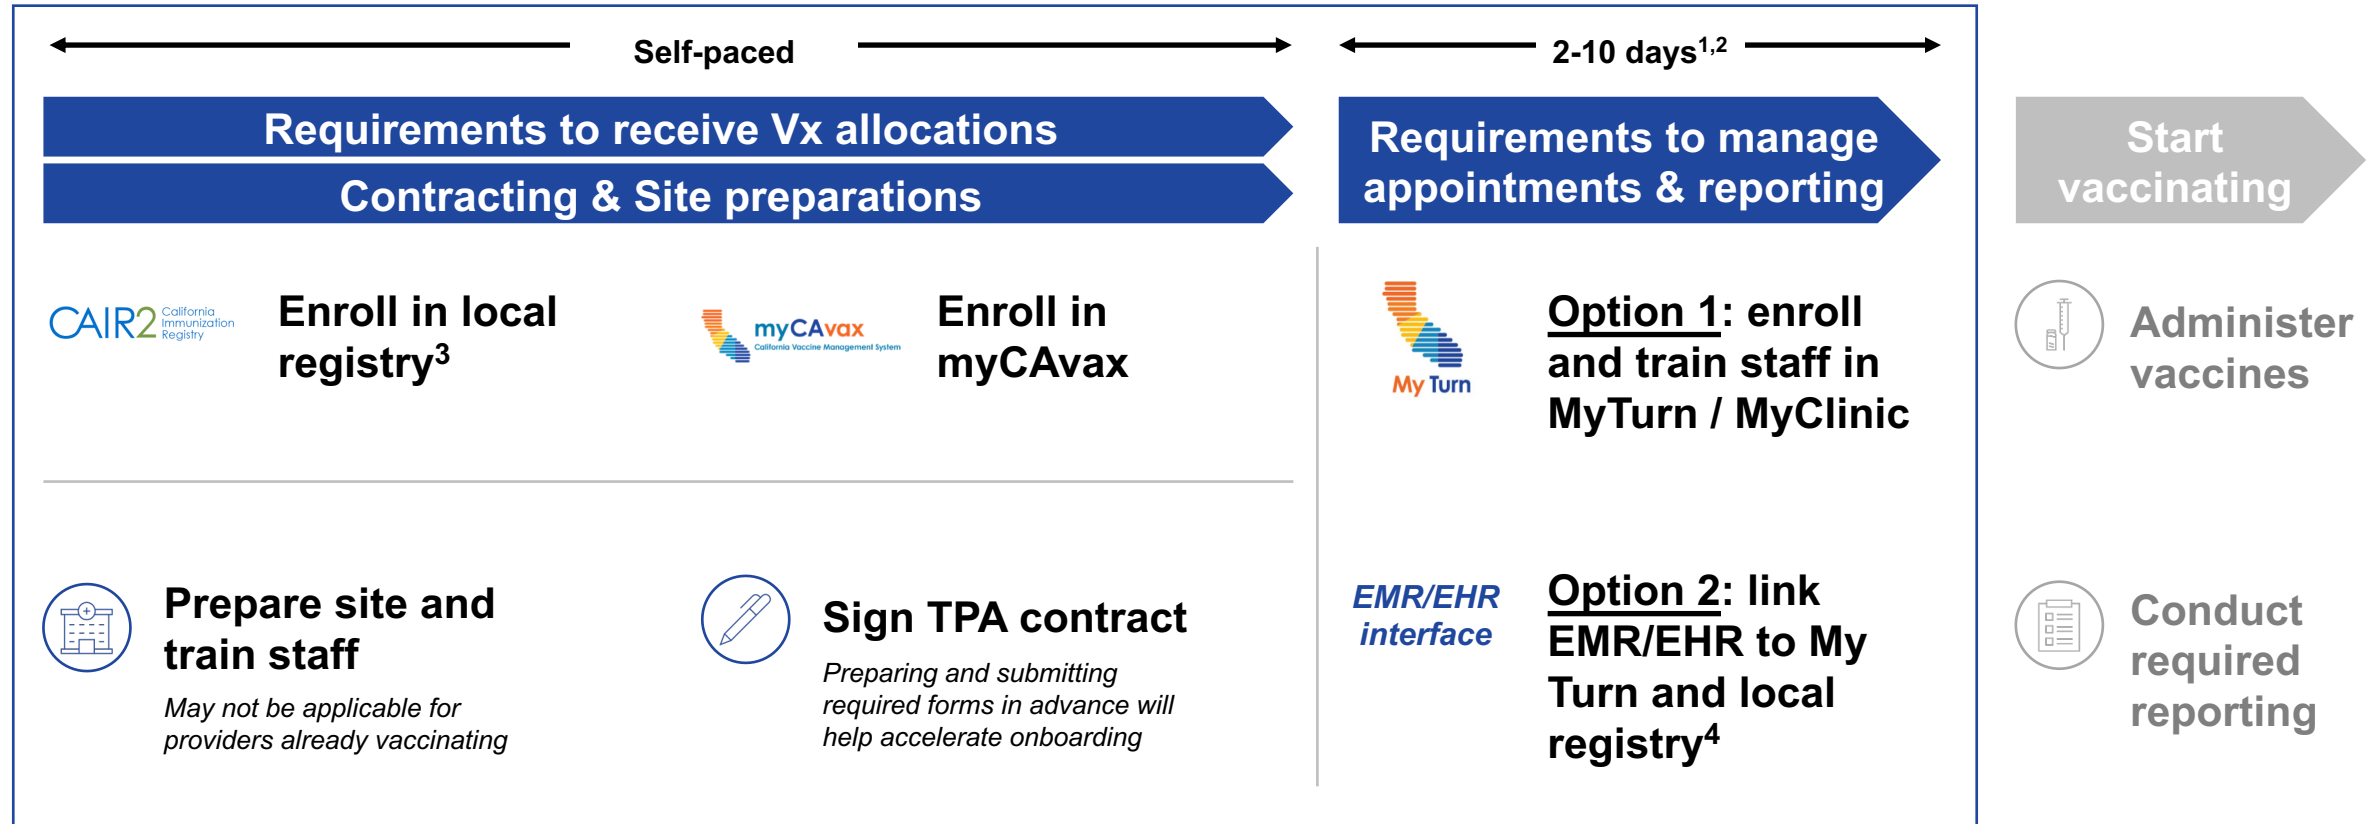 Self-paced
2-10 days1,2
Requirements to receive Vx allocations
Contracting & Site preparations
Requirements to manage
appointments & reporting
Start
vaccinating
CAIR2 California
Immunization
Registry
Enroll in local
registry3
myCAvax
California Vaccine Management System
Enroll in
myCAvax
My Turn
Option 1: enroll
and train staff in
MyTurn / MyClinic
Administer
vaccines
Prepare site and
train staff
May not be applicable for
providers already vaccinating
Sign TPA contract
Preparing and submitting
required forms in advance will
help accelerate onboarding
EMR/EHR
interface
Option 2: link
EMR/EHR to My
Turn and local
registry4
Conduct
required
reporting